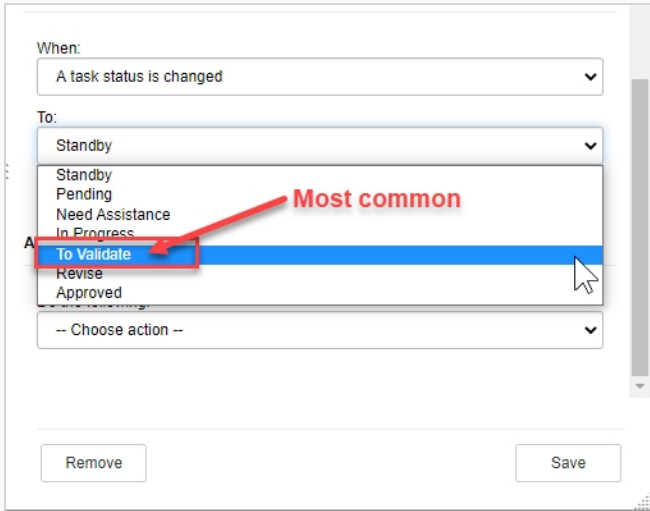 When:
A task status is changed
To:
Standby
Standby
Pending
Most common
Need Assistance
In Progress
A
To Validate
Revise
Approved
-- Choose action --
Remove
Save